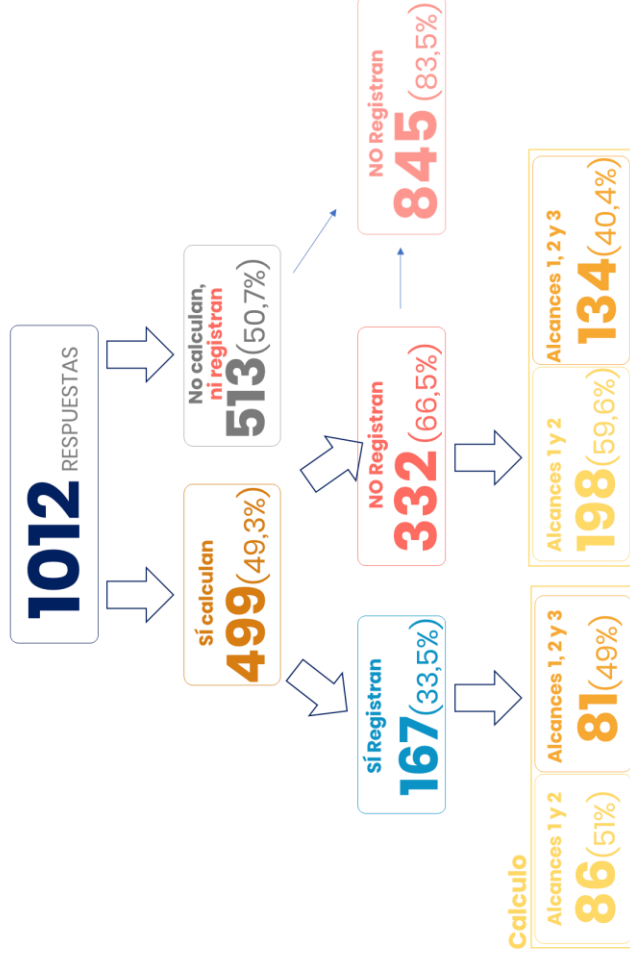 1012 RESPUESTAS
Sí calculan
499(49,3%)
No calculan,
ni registran
513(50,7%)
Sí Registran
167(33,5%)
NO Registran
332(66,5%)
NO Registran
845(83,5%)
Calculo
Alcances 1 y 2
86(51%)
Alcances 1, 2 y 3
81(49%)
Alcances 1 y 2
198(59,6%)
Alcances 1, 2 y 3
134(40,4%)